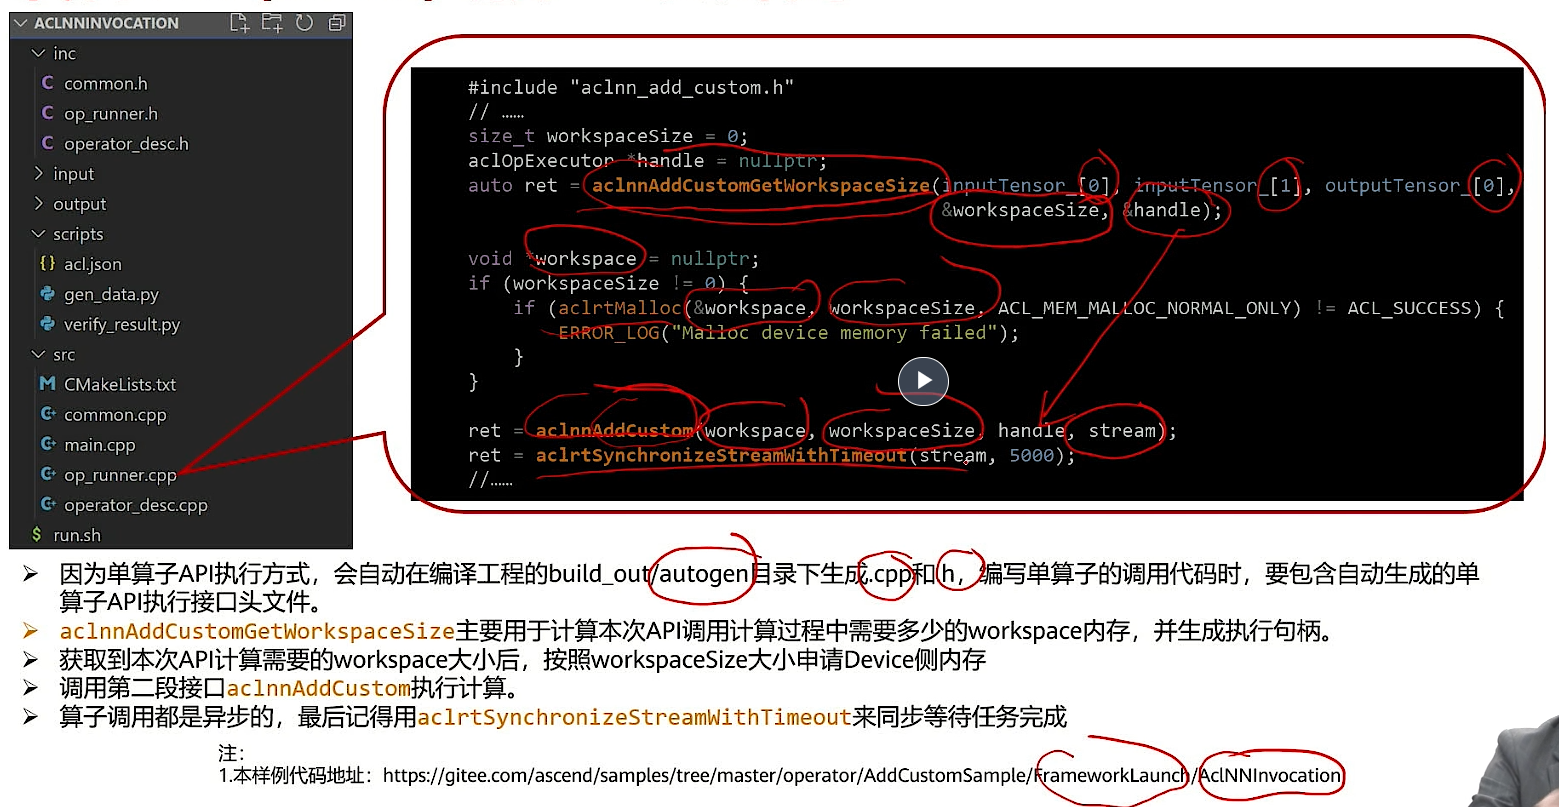 ACLNNINVOCATION
inc
common.h
op_runner.h
operator_desc.h
input
output
scripts
acl.json
gen_data.py
verify_result.py
src
CMakeLists.txt
common.cpp
main.cpp
op_runner.cpp
operator_desc.cpp
run.sh
#include "aclnn_add_custom.h"
// ……
size_t workspaceSize = 0;
aclOpExecutor *handle = nullptr;
auto ret = aclnnAddCustomGetWorkspaceSize(inputTensor_[0], inputTensor_[1], outputTensor_[0],
&workspaceSize, &handle);
void *workspace = nullptr;
if (workspaceSize != 0) {
if (aclrtMalloc(&workspace, workspaceSize, ACL_MEM_MALLOC_NORMAL_ONLY) != ACL_SUCCESS) {
ERROR_LOG("Malloc device memory failed");
}
}
ret = aclnnAddCustom(workspace, workspaceSize, handle, stream);
ret = aclrtSynchronizeStreamWithTimeout(stream, 5000);
//……
➢ 因为单算子API执行方式，会自动在编译工程的build_out/autogen目录下生成.cpp和.h，编写单算子的调用代码时，要包含自动生成的单
算子API执行接口头文件。
➢ aclnnAddCustomGetWorkspaceSize主要用于计算本次API调用计算过程中需要多少的workspace内存，并生成执行句柄。
➢ 获取到本次API计算需要的workspace大小后，按照workspaceSize大小申请Device侧内存
➢ 调用第二段接口aclnnAddCustom执行计算。
➢ 算子调用都是异步的，最后记得用aclrtSynchronizeStreamWithTimeout来同步等待任务完成
注：
1.本样例代码地址：https://gitee.com/ascend/samples/tree/master/operator/AddCustomSample/FrameworkLaunch/AclNNInvocation